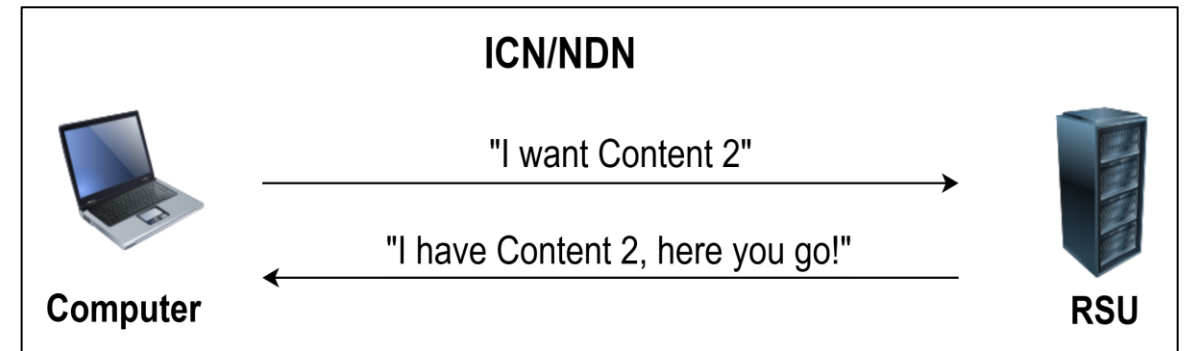 ICN/NDN
"I want Content 2"
"I have Content 2, here you go!"
Computer
RSU